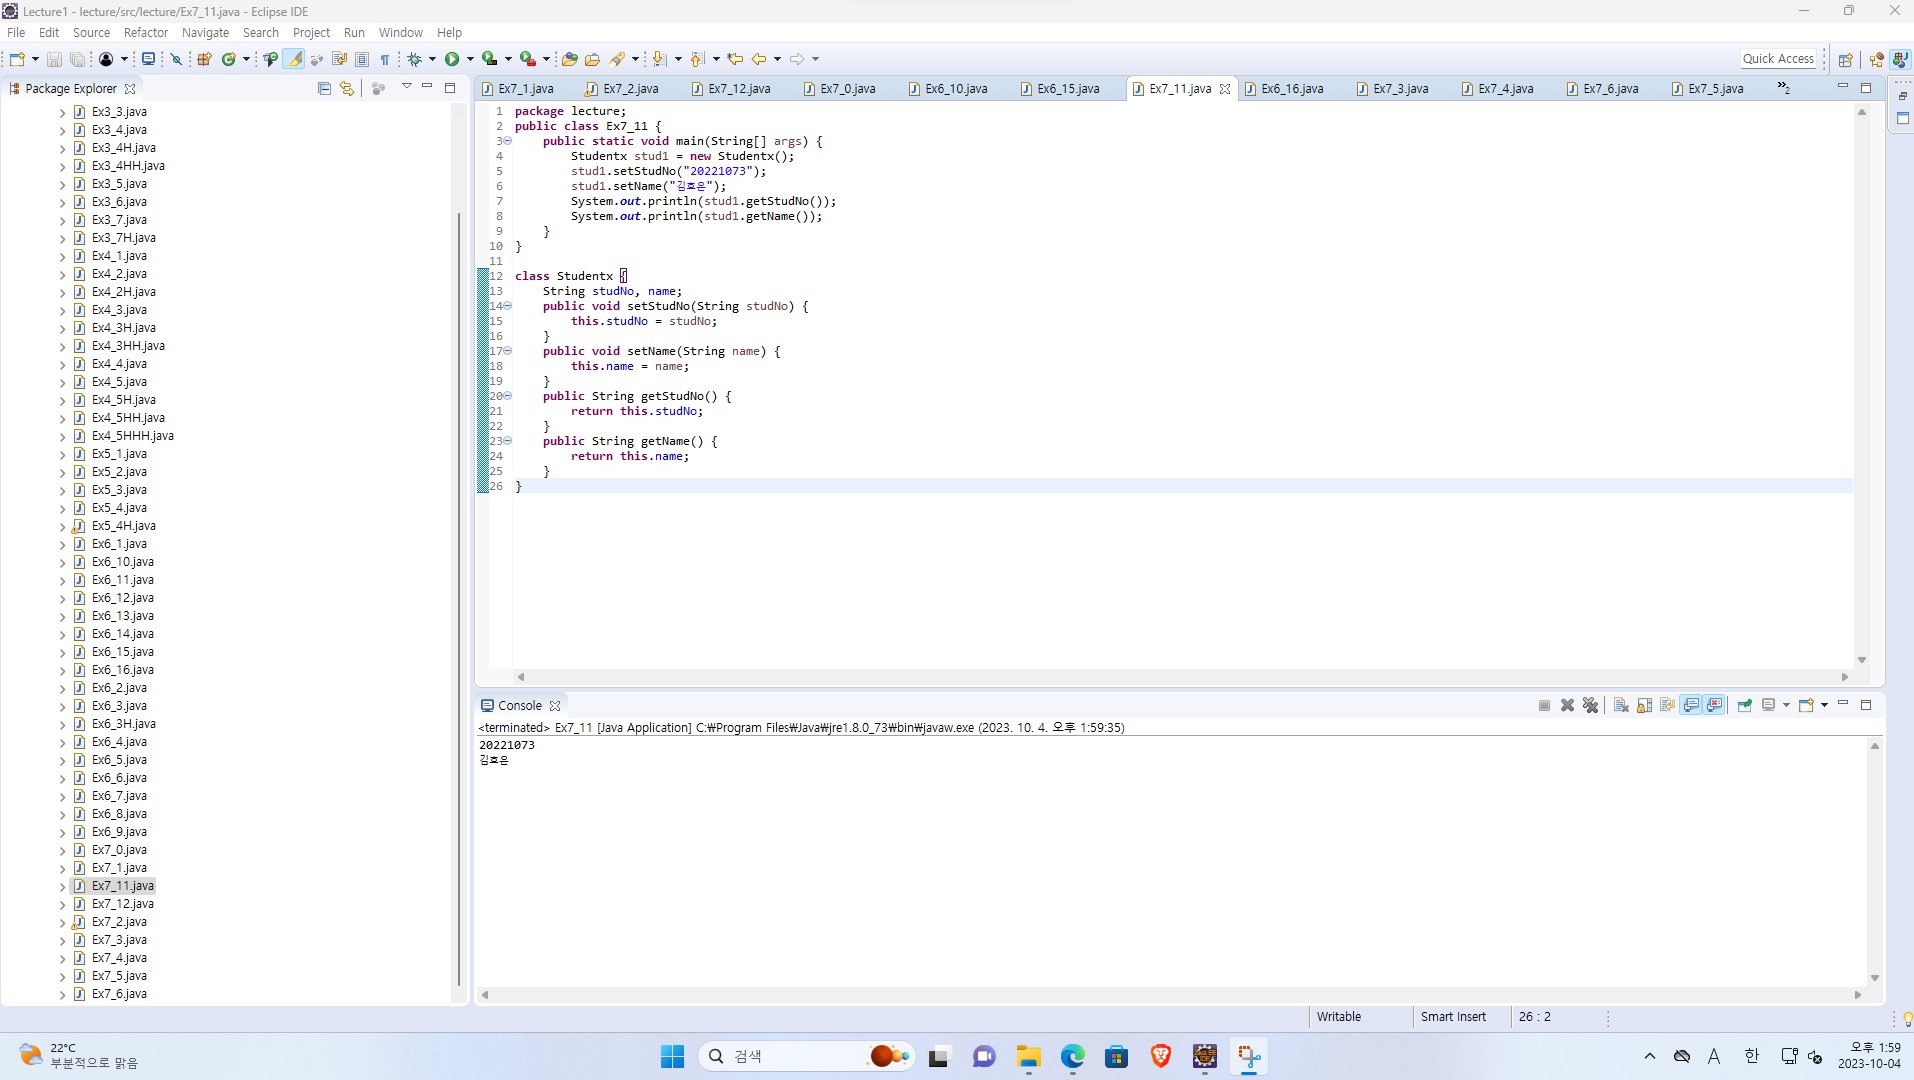 Lecture1 - lecture/src/lecture/Ex7_11.java - Eclipse IDE
File Edit Source Refactor Navigate Search Project Run Window Help
Quick Access
Package Explorer
Ex3_3.java
Ex3_4.java
Ex3_4H.java
Ex3_4HH.java
Ex3_5.java
Ex3_6.java
Ex3_7.java
Ex3_7H.java
Ex4_1.java
Ex4_2.java
Ex4_2H.java
Ex4_3.java
Ex4_3H.java
Ex4_3HH.java
Ex4_4.java
Ex4_5.java
Ex4_5H.java
Ex4_5HH.java
Ex4_5HHH.java
Ex5_1.java
Ex5_2.java
Ex5_3.java
Ex5_4.java
Ex5_4H.java
Ex6_1.java
Ex6_10.java
Ex6_11.java
Ex6_12.java
Ex6_13.java
Ex6_14.java
Ex6_15.java
Ex6_16.java
Ex6_2.java
Ex6_3.java
Ex6_3H.java
Ex6_4.java
Ex6_5.java
Ex6_6.java
Ex6_7.java
Ex6_8.java
Ex6_9.java
Ex7_0.java
Ex7_1.java
Ex7_11.java
Ex7_12.java
Ex7_2.java
Ex7_3.java
Ex7_4.java
Ex7_5.java
Ex7_6.java
Ex7_1.java Ex7_2.java Ex7_12.java Ex7_0.java Ex6_10.java Ex6_15.java Ex7_11.java Ex6_16.java Ex7_3.java Ex7_4.java Ex7_6.java Ex7_5.java »2
1 package lecture;
2 public class Ex7_11 {
3 public static void main(String[] args) {
4 Studentx stud1 = new Studentx();
5 stud1.setStudNo("20221073");
6 stud1.setName("김효은");
7 System.out.println(stud1.getStudNo());
8 System.out.println(stud1.getName());
9 }
10 }
11
12 class Studentx {
13 String studNo, name;
14 public void setStudNo(String studNo) {
15 this.studNo = studNo;
16 }
17 public void setName(String name) {
18 this.name = name;
19 }
20 public String getStudNo() {
21 return this.studNo;
22 }
23 public String getName() {
24 return this.name;
25 }
26 }
Console
<terminated> Ex7_11 [Java Application] C:₩Program Files₩Java₩jre1.8.0_73₩bin₩javaw.exe (2023. 10. 4. 오후 1:59:35)
20221073
김효은
Writable Smart Insert 26 : 2
22°C
부분적으로 맑음
검색
A 한
오후 1:59
2023-10-04